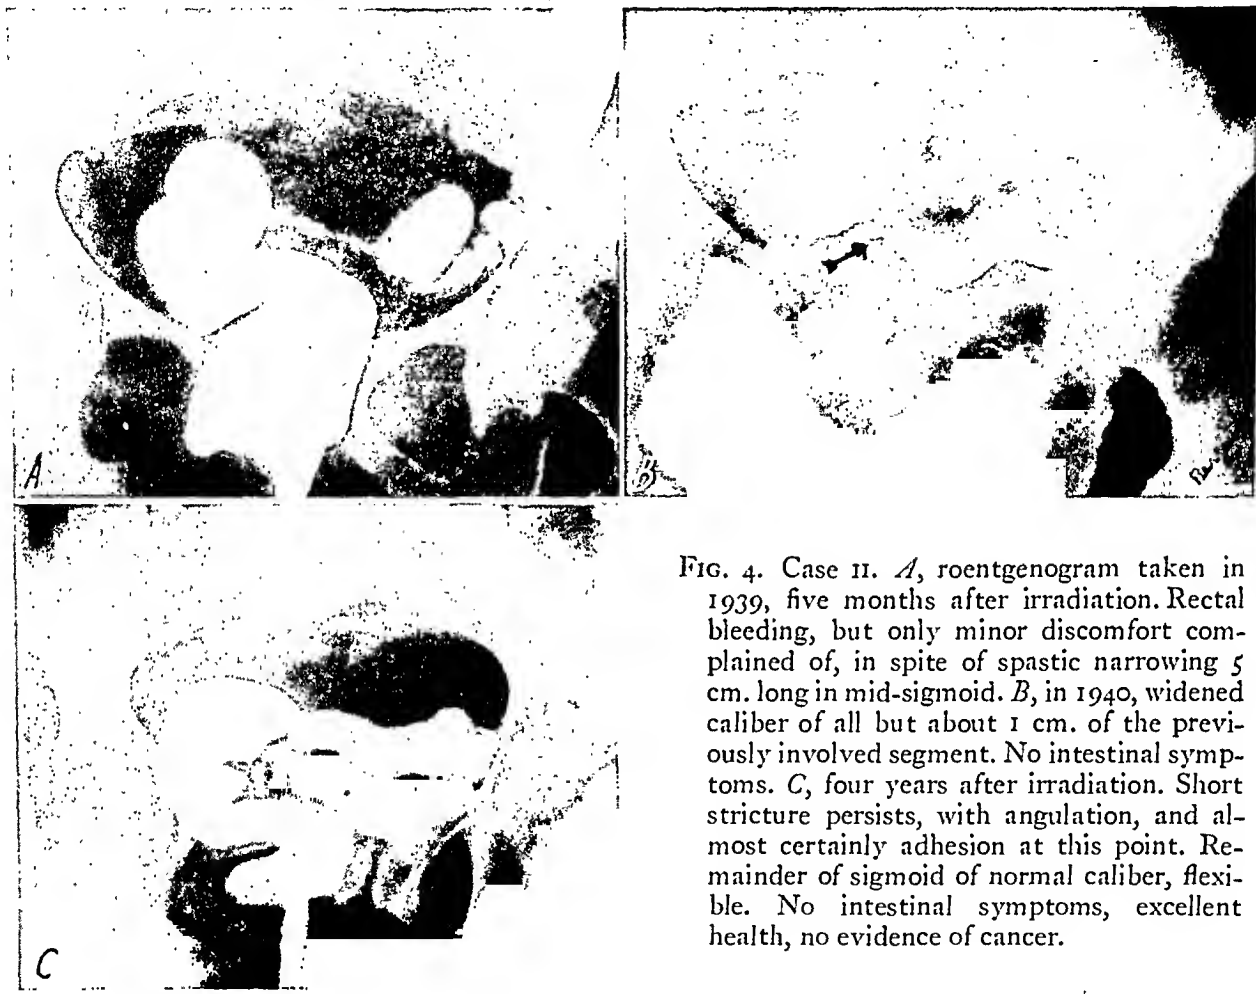 A
B
C
FIG. 4. Case II. A, roentgenogram taken in
1939, five months after irradiation. Rectal
bleeding, but only minor discomfort com-
plained of, in spite of spastic narrowing 5
cm. long in mid-sigmoid. B, in 1940, widened
caliber of all but about 1 cm. of the previ-
ously involved segment. No intestinal symp-
toms. C, four years after irradiation. Short
stricture persists, with angulation, and al-
most certainly adhesion at this point. Re-
mainder of sigmoid of normal caliber, flexi-
ble. No intestinal symptoms, excellent
health, no evidence of cancer.